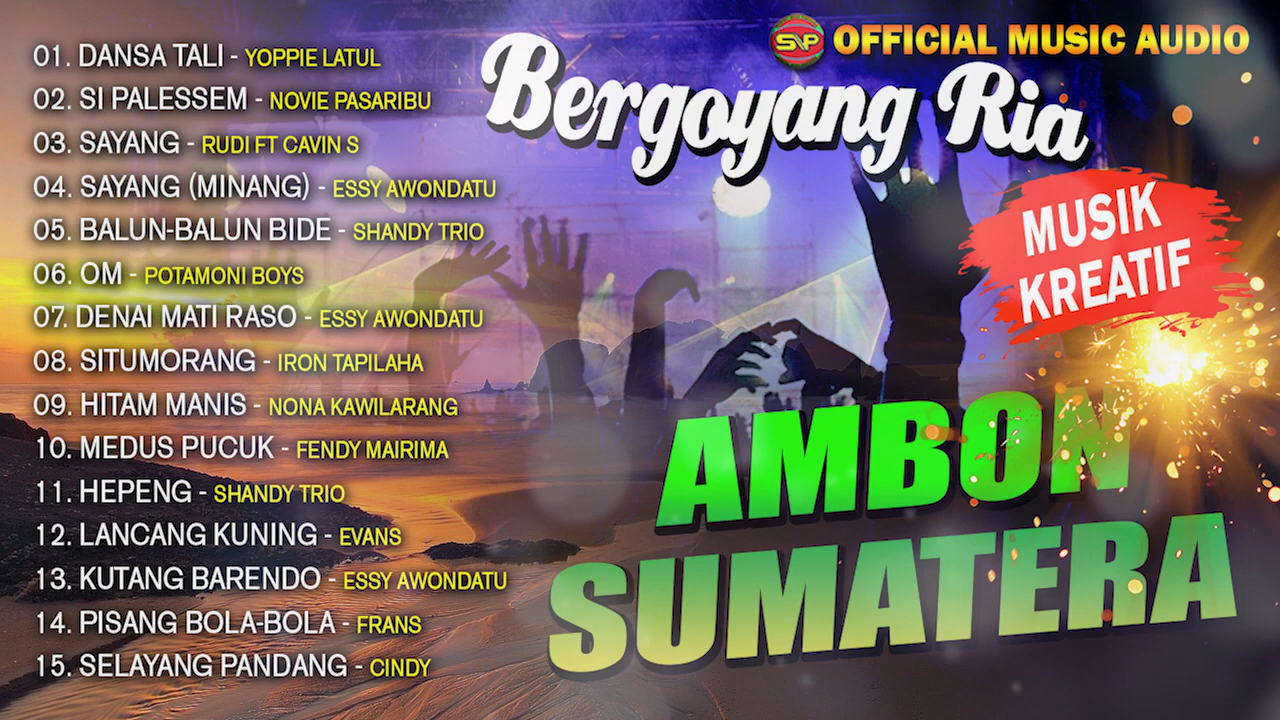 01. DANSA TALI - YOPPIE LATUL
02. SI PALESSEM - NOVIE PASARIBU
03. SAYANG - RUDI FT CAVIN S
04. SAYANG (MINANG) - ESSY AWONDATU
05. BALUN-BALUN BIDE - SHANDY TRIO
06. OM - POTAMONI BOYS
07. DENAI MATI RASO - ESSY AWONDATU
08. SITUMORANG - IRON TAPILAHA
09. HITAM MANIS - NONA KAWILARANG
10. MEDUS PUCUK - FENDY MAIRIMA
11. HEPENG - SHANDY TRIO
12. LANCANG KUNING - EVANS
13. KUTANG BARENDO - ESSY AWONDATU
14. PISANG BOLA-BOLA - FRANS
15. SELAYANG PANDANG - CINDY
SNP OFFICIAL MUSIC AUDIO
Bergoyang Ria
MUSIK
KREATIF
AMBON
SUMATERA